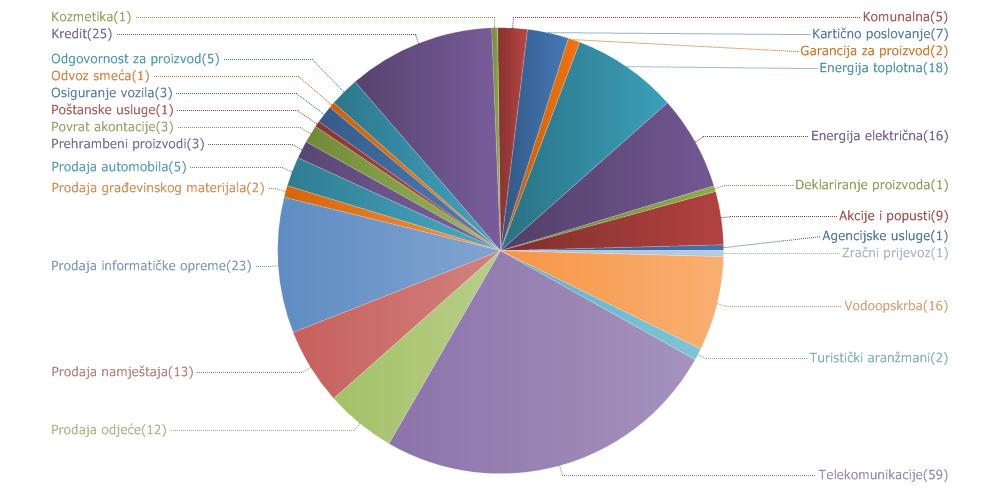 Kozmetika(1)
Kredit(25)
Odgovornost za proizvod(5)
Odvoz smeća(1)
Osiguranje vozila(3)
Poštanske usluge(1)
Povrat akontacije(3)
Prehrambeni proizvodi(3)
Prodaja automobila(5)
Prodaja građevinskog materijala(2)
Prodaja informatičke opreme(23)
Prodaja namještaja(13)
Prodaja odjeće(12)
Komunalna(5)
Kartično poslovanje(7)
Garancija za proizvod(2)
Energija toplotna(18)
Energija električna(16)
Deklariranje proizvoda(1)
Akcije i popusti(9)
Agencijske usluge(1)
Zračni prijevoz(1)
Vodoopskrba(16)
Turistički aranžmani(2)
Telekomunikacije(59)